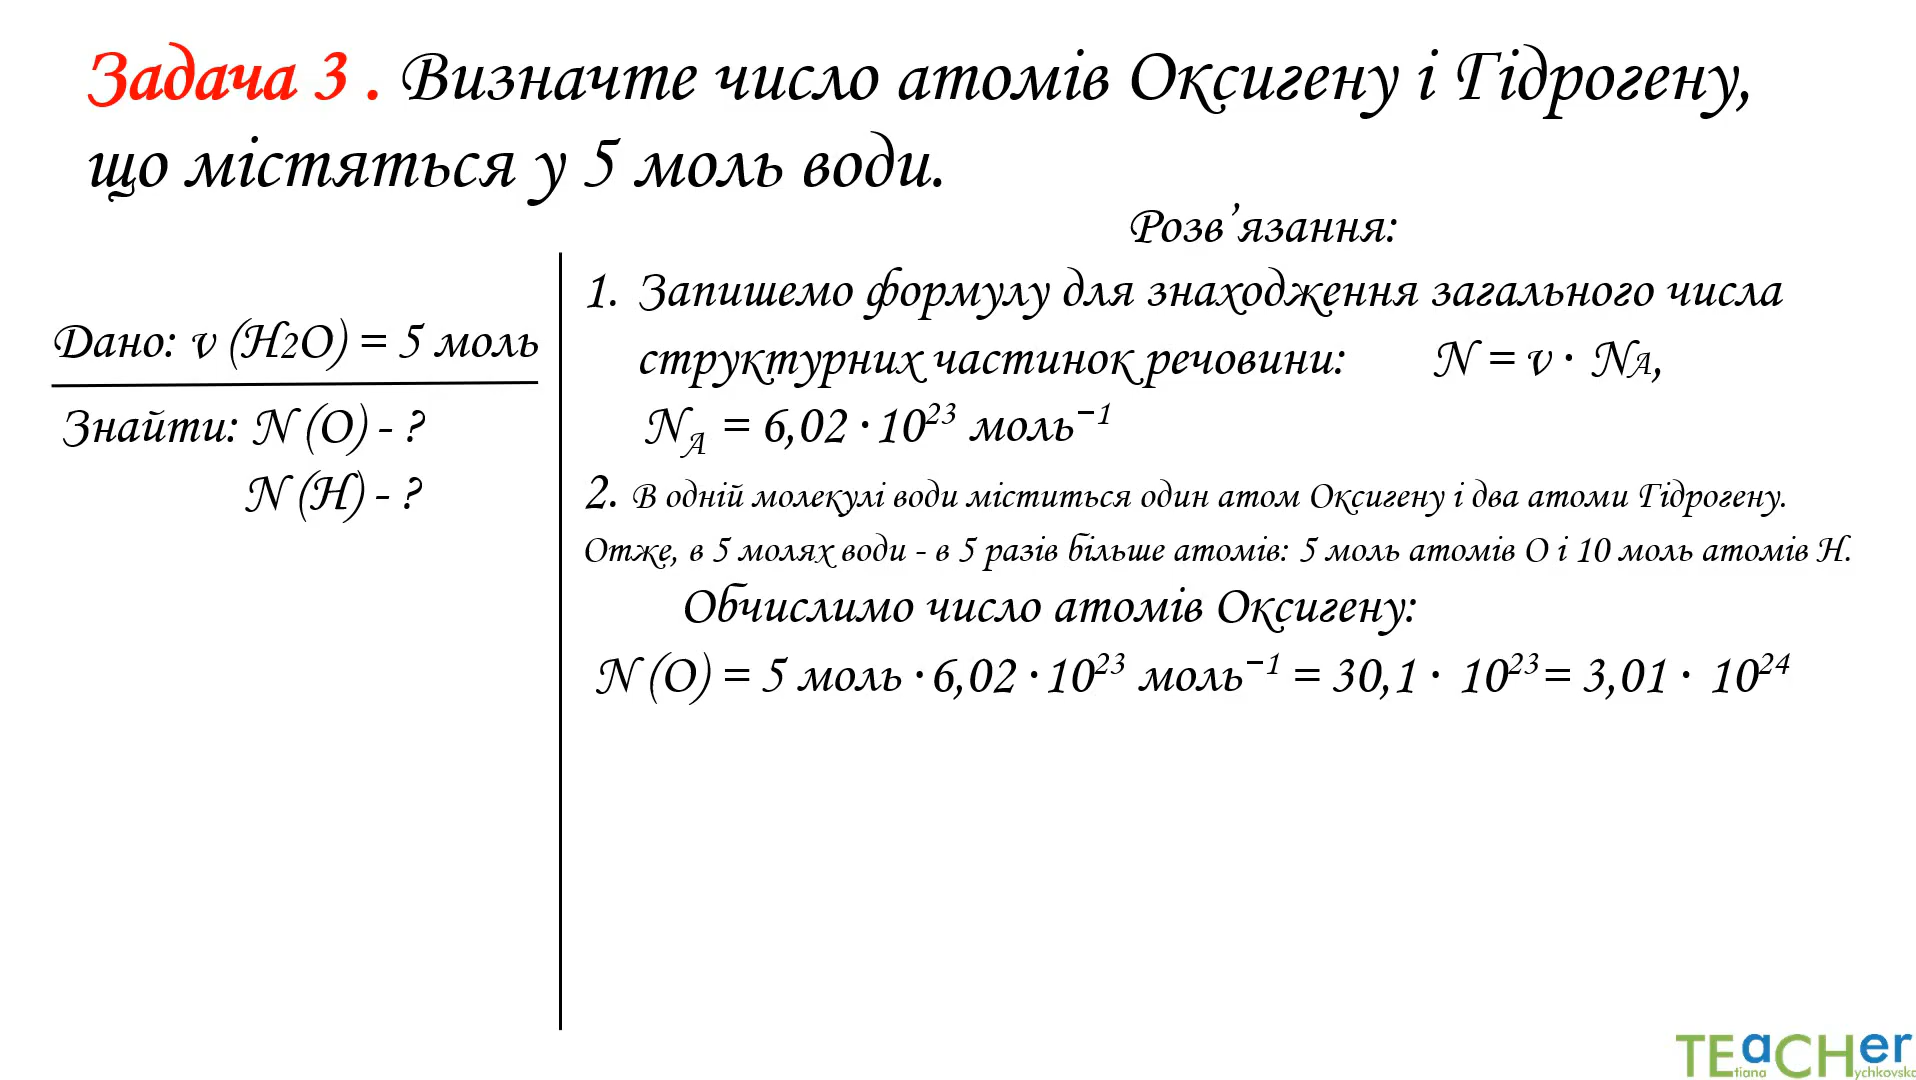 Задача 3 . Визначте число атомів Оксигену і Гідрогену,
що містяться у 5 моль води.
Розв’язання:
Дано: ν (H2O) = 5 моль
Знайти: N (O) - ?
N (H) - ?
1. Запишемо формулу для знаходження загального числа
структурних частинок речовини: N = ν · NA,
N_A = 6,02 · 10²³ моль⁻¹
2. В одній молекулі води міститься один атом Оксигену і два атоми Гідрогену.
Отже, в 5 молях води - в 5 разів більше атомів: 5 моль атомів О і 10 моль атомів Н.
Обчислимо число атомів Оксигену:
N (O) = 5 моль · 6,02 · 10²³ моль⁻¹ = 30,1 · 10²³= 3,01 · 10²⁴
TEaCHer
tiana ychkovska